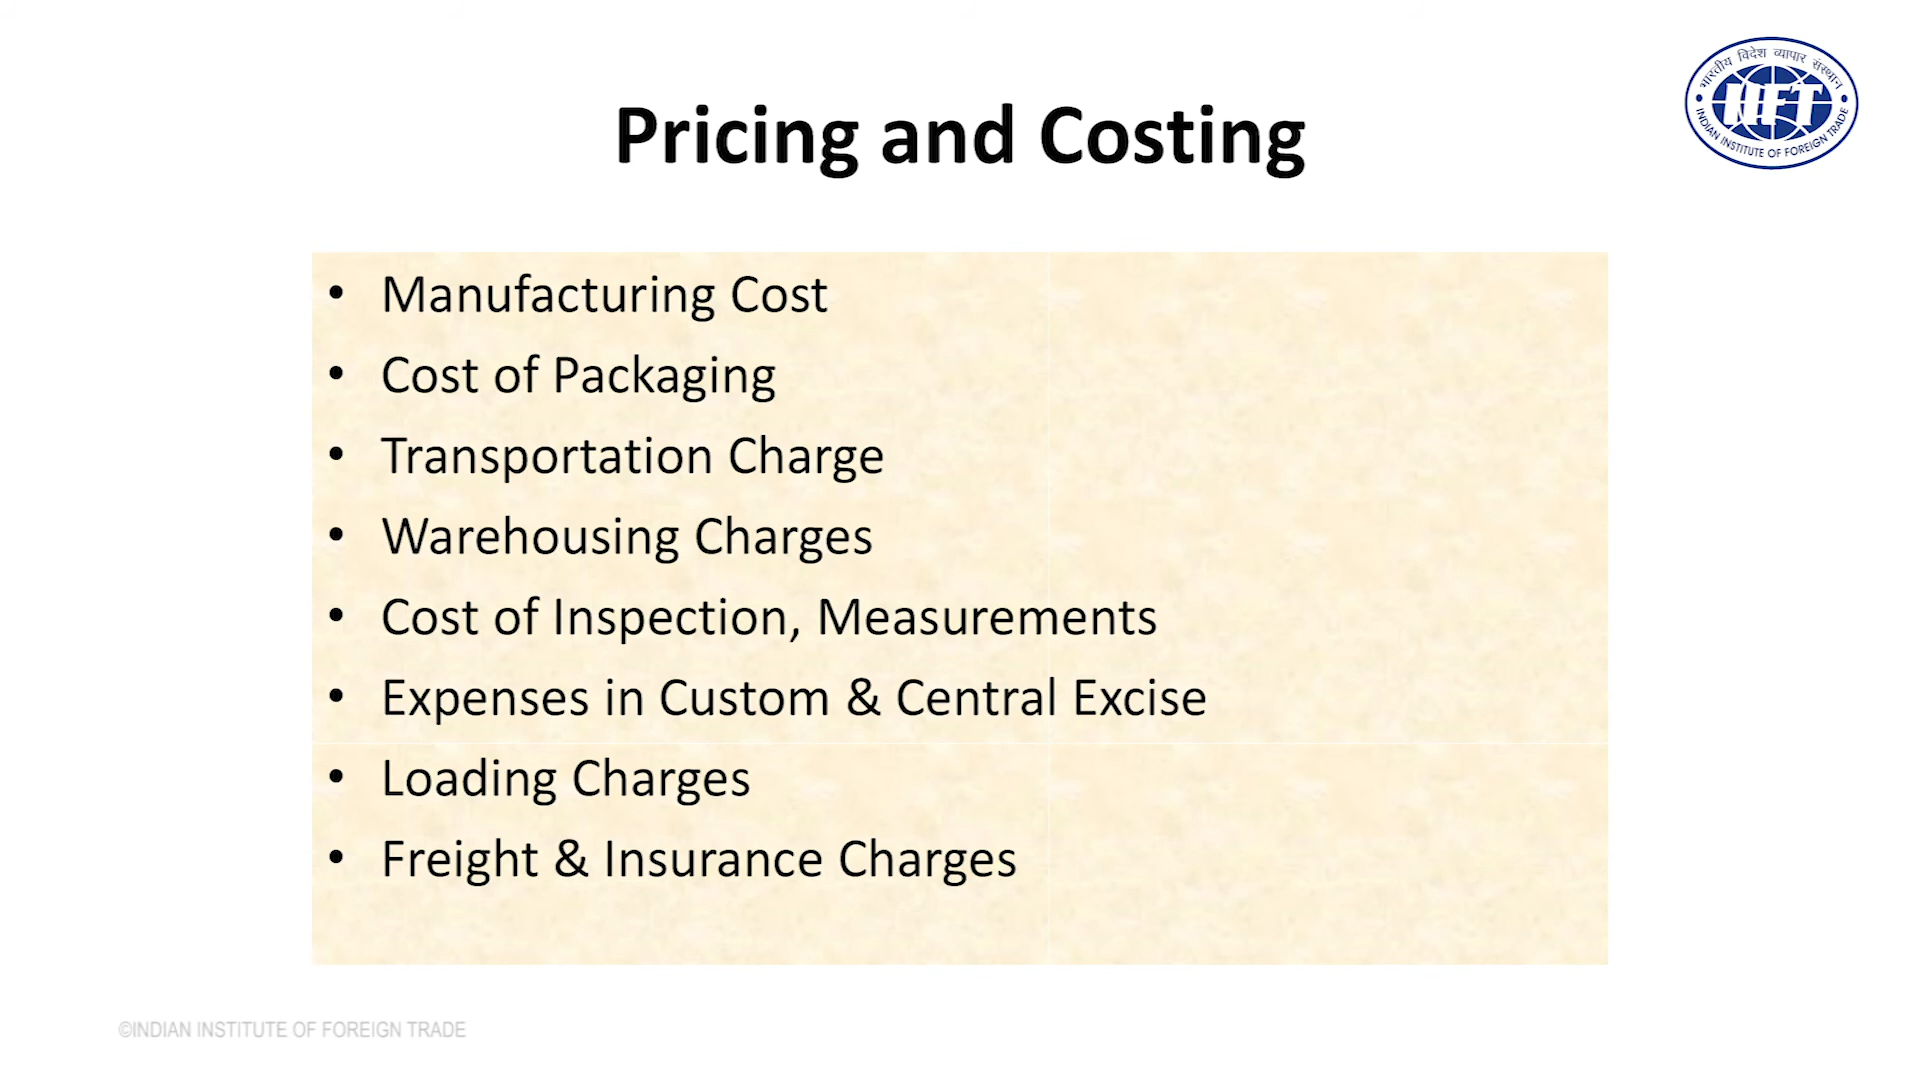 भारतीय विदेश व्यापार संस्थान
IIFT
INDIAN INSTITUTE OF FOREIGN TRADE
Pricing and Costing
• Manufacturing Cost
• Cost of Packaging
• Transportation Charge
• Warehousing Charges
• Cost of Inspection, Measurements
• Expenses in Custom & Central Excise
• Loading Charges
• Freight & Insurance Charges
©INDIAN INSTITUTE OF FOREIGN TRADE